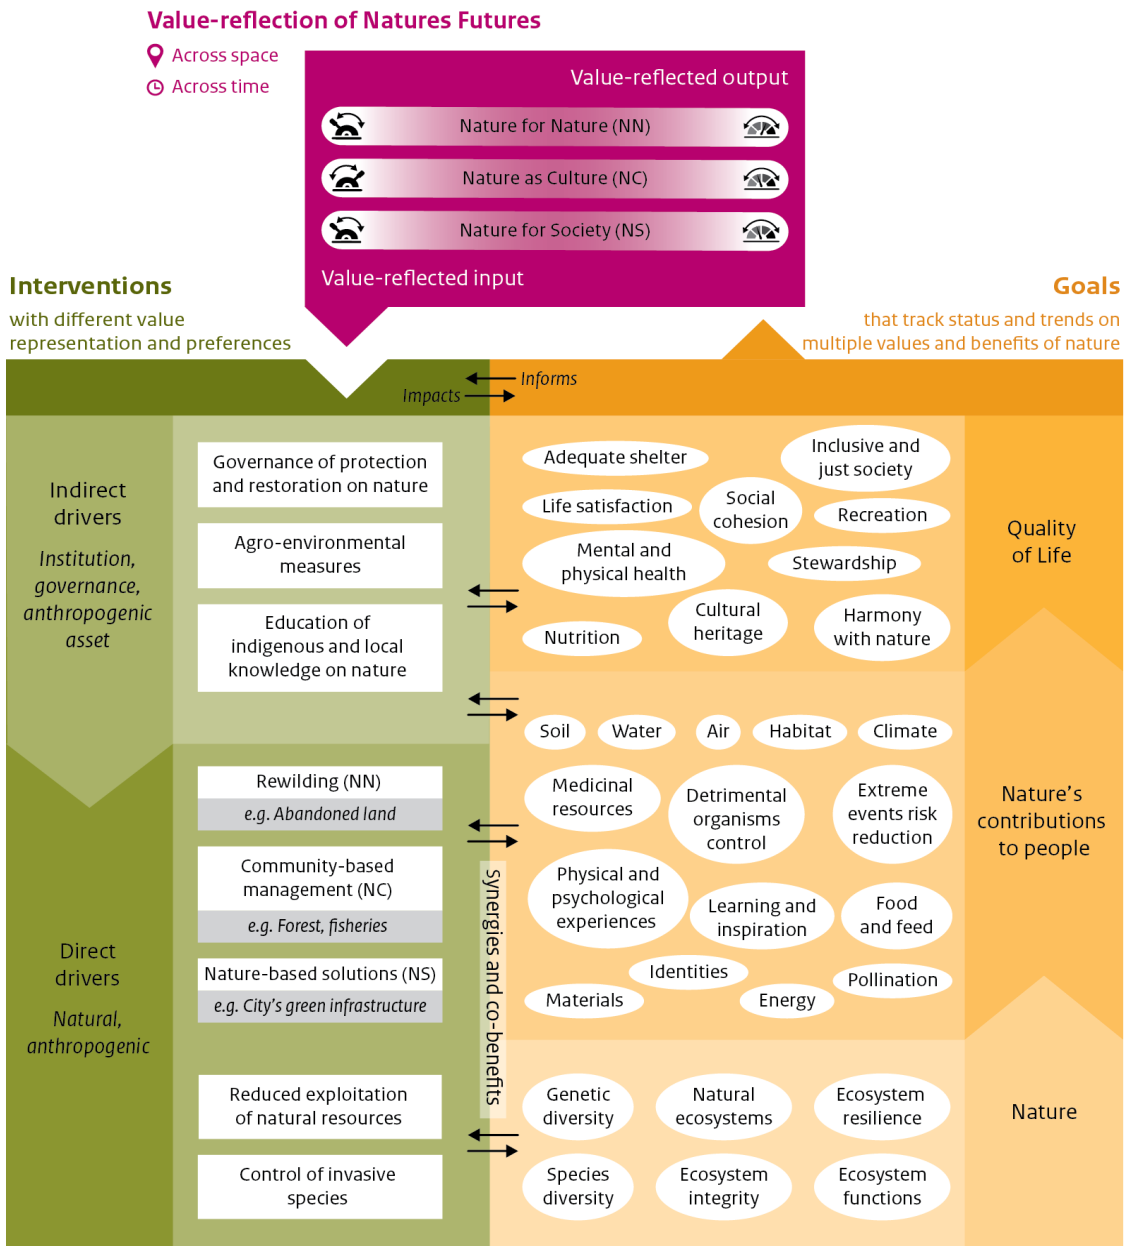 Value-reflection of Natures Futures
Across space
Across time
Value-reflected output
Nature for Nature (NN)
Nature as Culture (NC)
Nature for Society (NS)
Value-reflected input
Interventions
with different value
representation and preferences
Goals
that track status and trends on
multiple values and benefits of nature
Informs
Impacts
Indirect
drivers
Institution,
governance,
anthropogenic
asset
Governance of protection
and restoration on nature
Agro-environmental
measures
Education of
indigenous and local
knowledge on nature
Adequate shelter
Inclusive and
just society
Life satisfaction
Social
cohesion
Recreation
Mental and
physical health
Stewardship
Cultural
heritage
Harmony
with nature
Nutrition
Quality
of Life
Direct
drivers
Natural,
anthropogenic
Rewilding (NN)
e.g. Abandoned land
Community-based
management (NC)
e.g. Forest, fisheries
Nature-based solutions (NS)
e.g. City's green infrastructure
Reduced exploitation
of natural resources
Control of invasive
species
Synergies and co-benefits
Soil
Water
Air
Habitat
Climate
Medicinal
resources
Detrimental
organisms
control
Extreme
events risk
reduction
Physical and
psychological
experiences
Learning and
inspiration
Food
and feed
Identities
Pollination
Materials
Energy
Nature's
contributions
to people
Genetic
diversity
Natural
ecosystems
Ecosystem
resilience
Species
diversity
Ecosystem
integrity
Ecosystem
functions
Nature